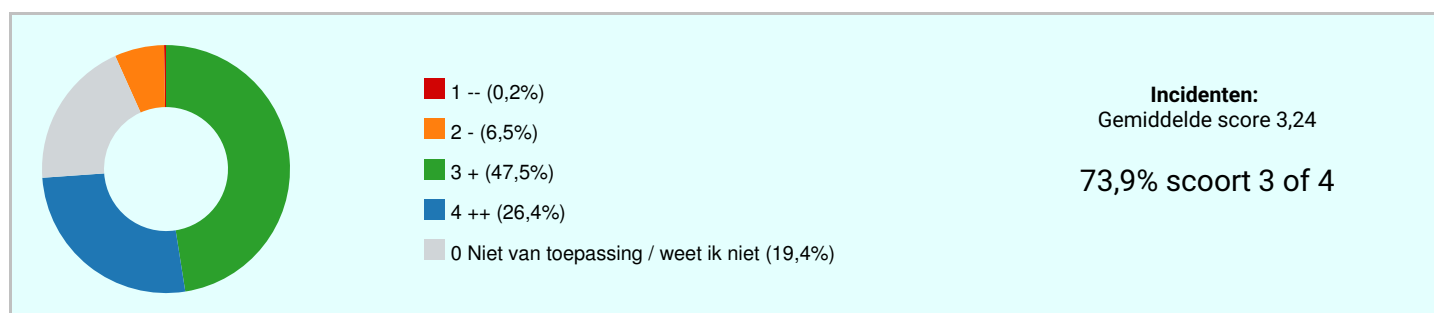 1 -- (0,2%)
2 - (6,5%)
3 + (47,5%)
4 ++ (26,4%)
0 Niet van toepassing / weet ik niet (19,4%)
Incidenten:
Gemiddelde score 3,24
73,9% scoort 3 of 4